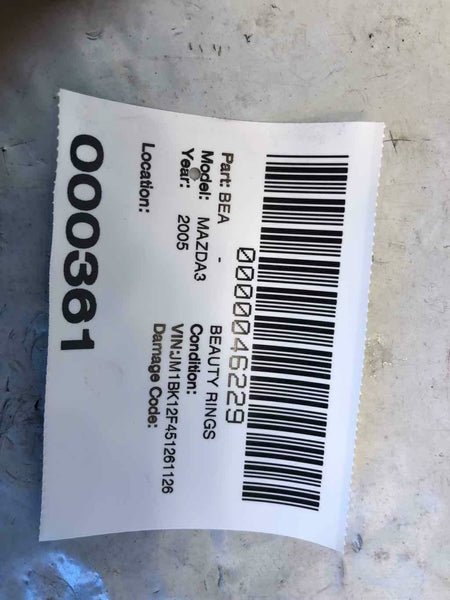 0000046229
Part: BEA - BEAUTY RINGS
Model: MAZDA3 Condition:
Year: 2005 VIN:JM1BK12F451261126
Damage Code:
Location:
000361